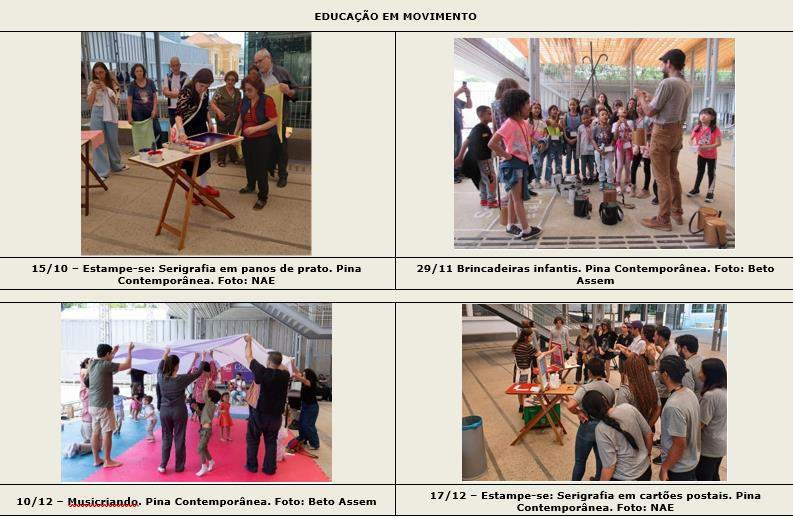 EDUCAÇÃO EM MOVIMENTO
15/10 – Estampe-se: Serigrafia em panos de prato. Pina
Contemporânea. Foto: NAE
29/11 Brincadeiras infantis. Pina Contemporânea. Foto: Beto
Assem
10/12 – Musicriando. Pina Contemporânea. Foto: Beto Assem
17/12 – Estampe-se: Serigrafia em cartões postais. Pina
Contemporânea. Foto: NAE